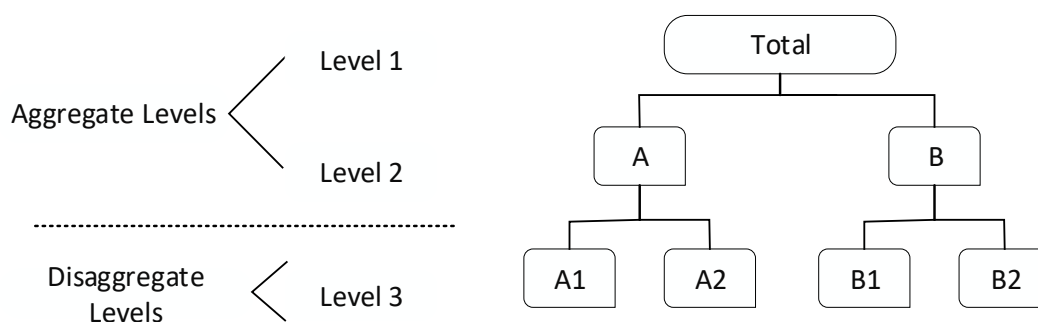 Total
Level 1
Aggregate Levels
A
B
Level 2
A1
A2
B1
B2
Disaggregate
Levels
Level 3